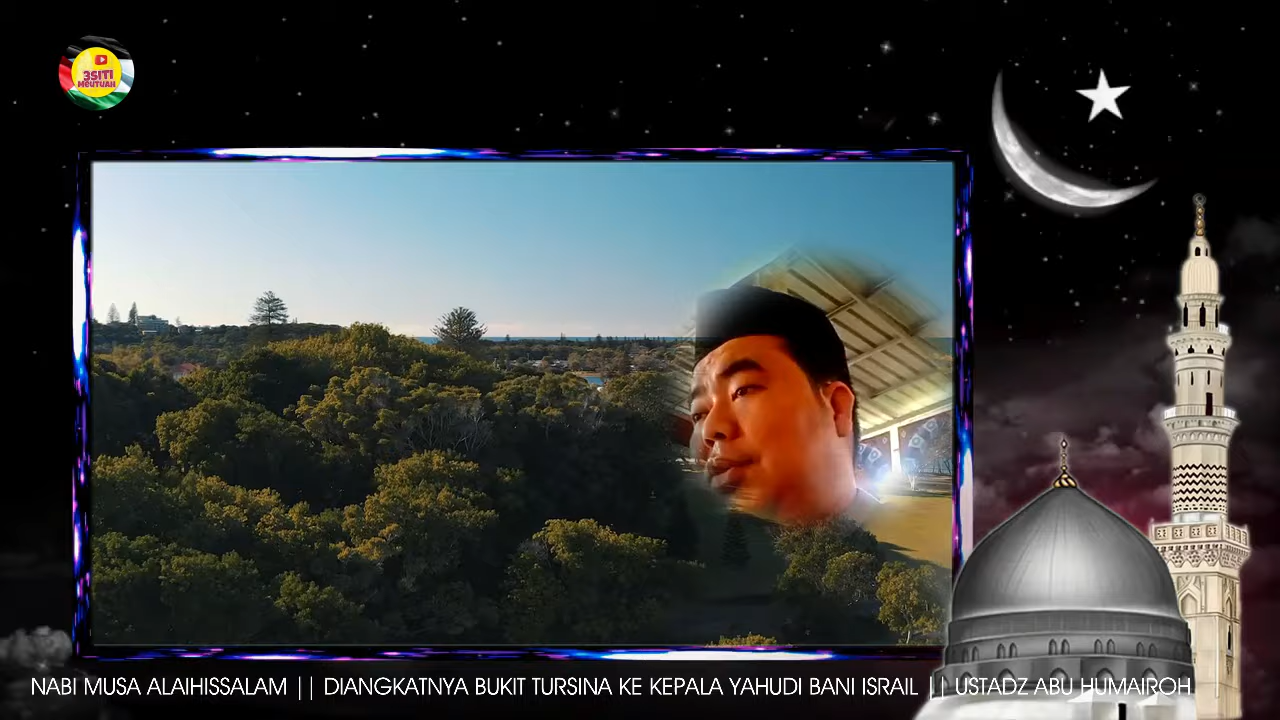 3SITI
MEUTUAH
NABI MUSA ALAIHISSALAM || DIANGKATNYA BUKIT TURSINA KE KEPALA YAHUDI BANI ISRAIL || USTADZ ABU HUMAIROH